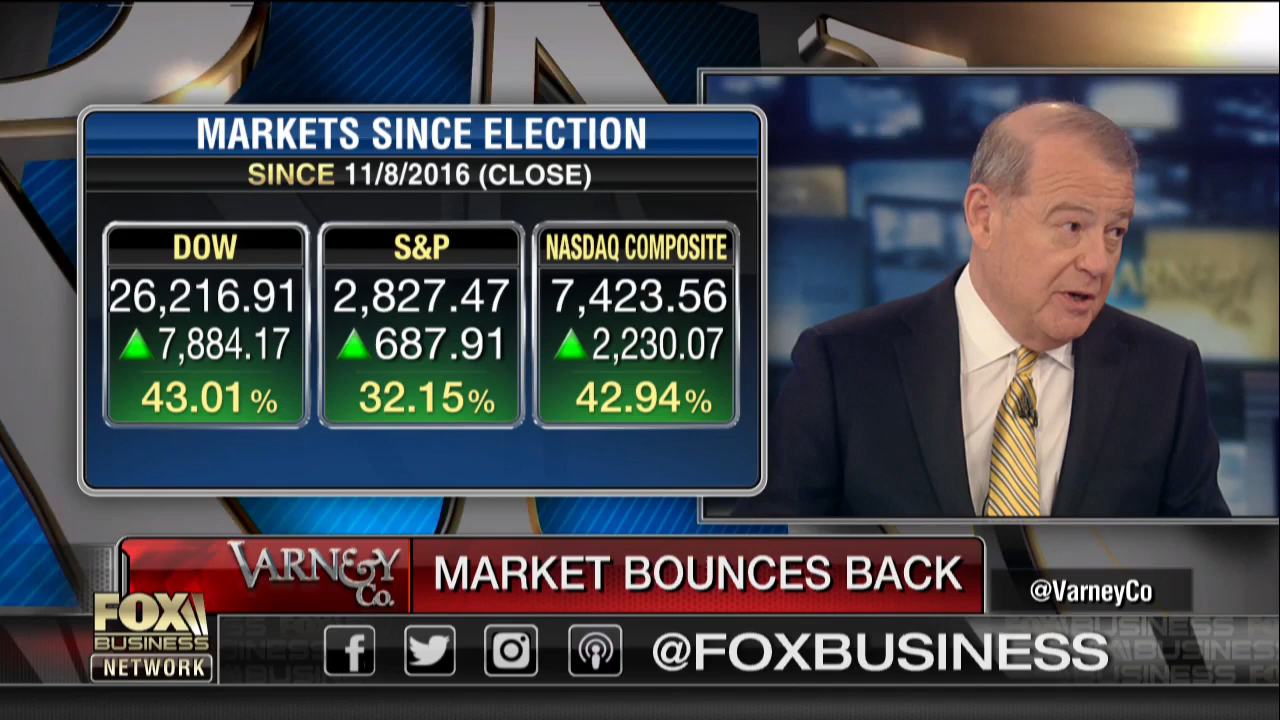 MARKETS SINCE ELECTION
SINCE 11/8/2016 (CLOSE)
DOW
26,216.91
7,884.17
43.01%
S&P
2,827.47
687.91
32.15%
NASDAQ COMPOSITE
7,423.56
2,230.07
42.94%
VARNEY & Co.
MARKET BOUNCES BACK
@VarneyCo
FOX
BUSINESS
NETWORK
@FOXBUSINESS